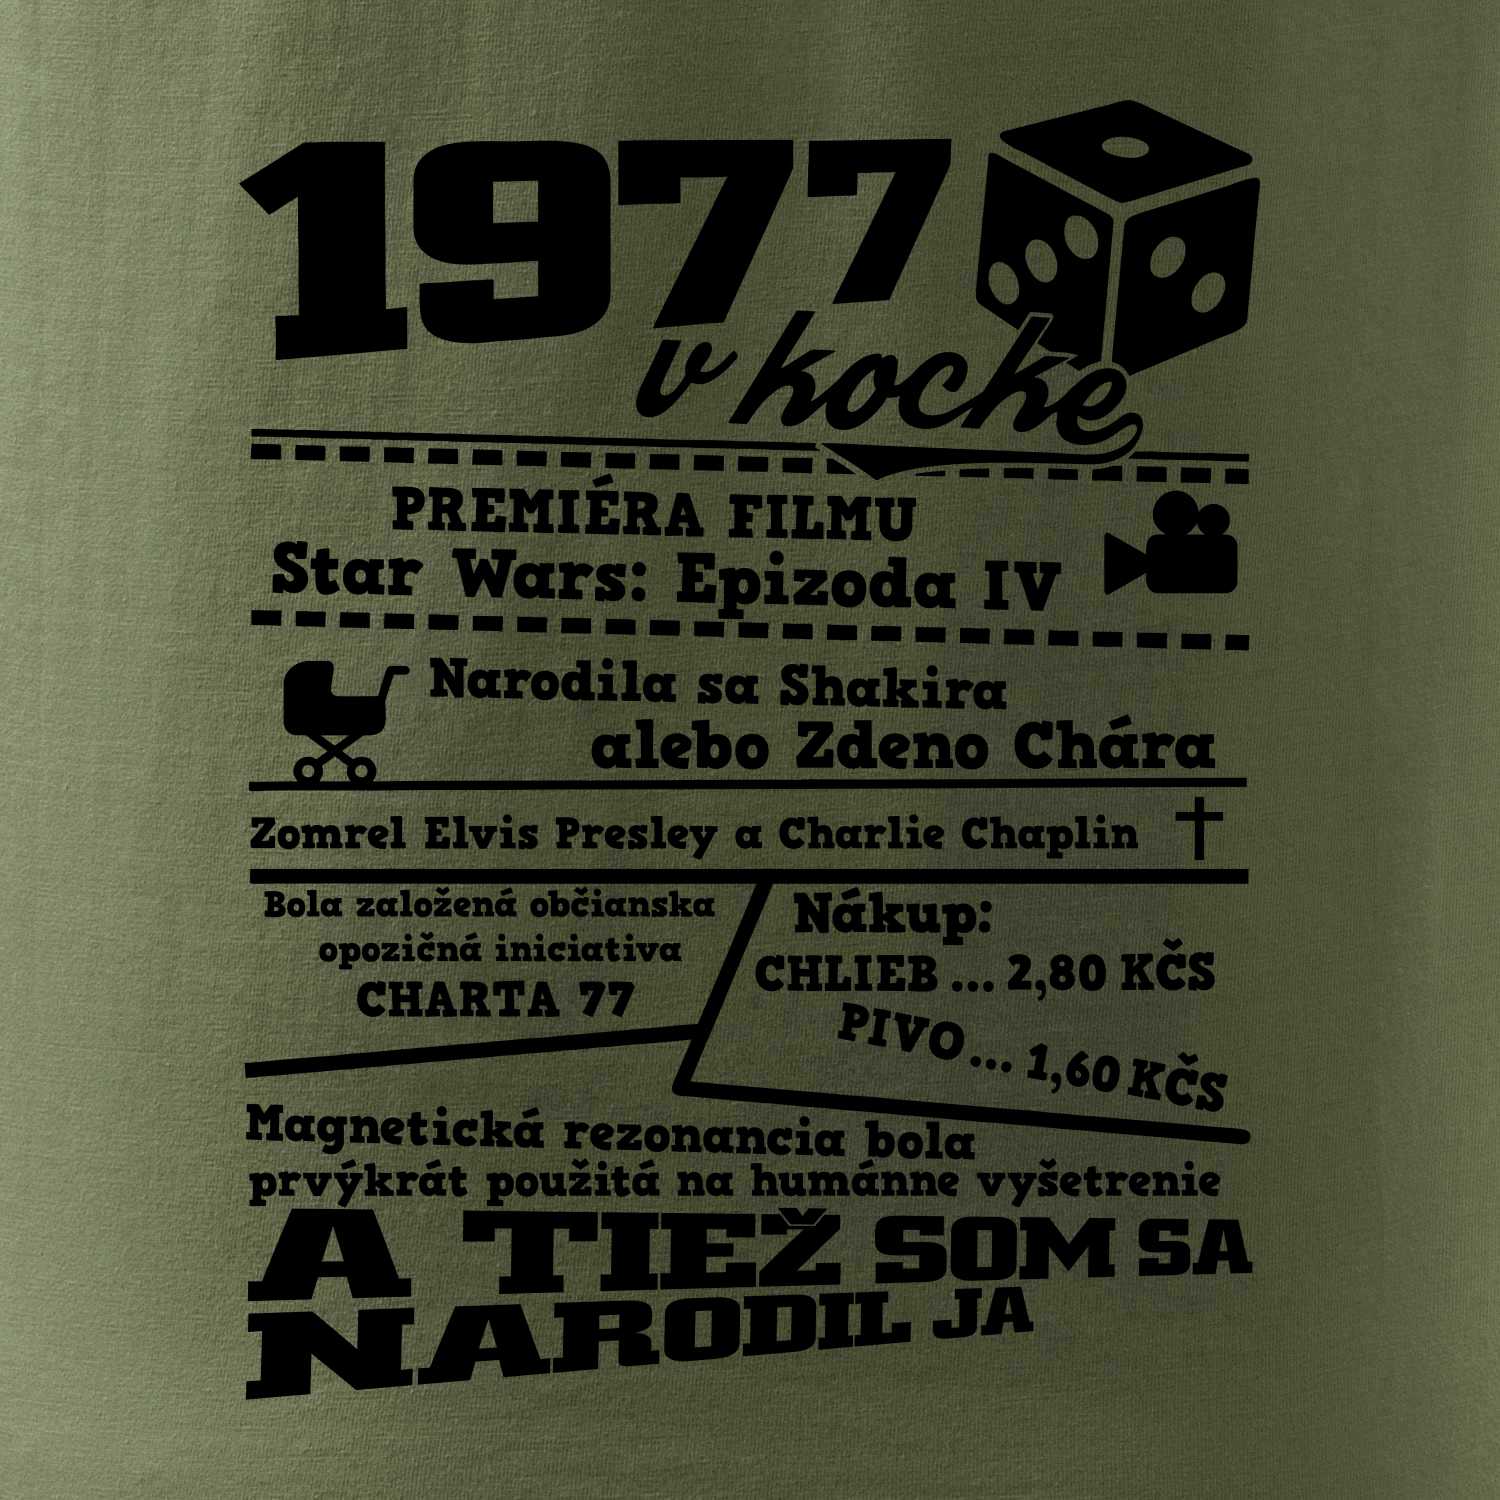 1977
v kocke
PREMIÉRA FILMU
Star Wars: Epizoda IV
Narodila sa Shakira
alebo Zdeno Chára
Zomrel Elvis Presley a Charlie Chaplin
Bola založená občianska
opozičná iniciatíva
CHARTA 77
Nákup:
CHLIEB ... 2,80 KČS
PIVO ... 1,60 KČS
Magnetická rezonancia bola
prvýkrát použitá na humánne vyšetrenie
A TIEŽ SOM SA
NARODIL JA